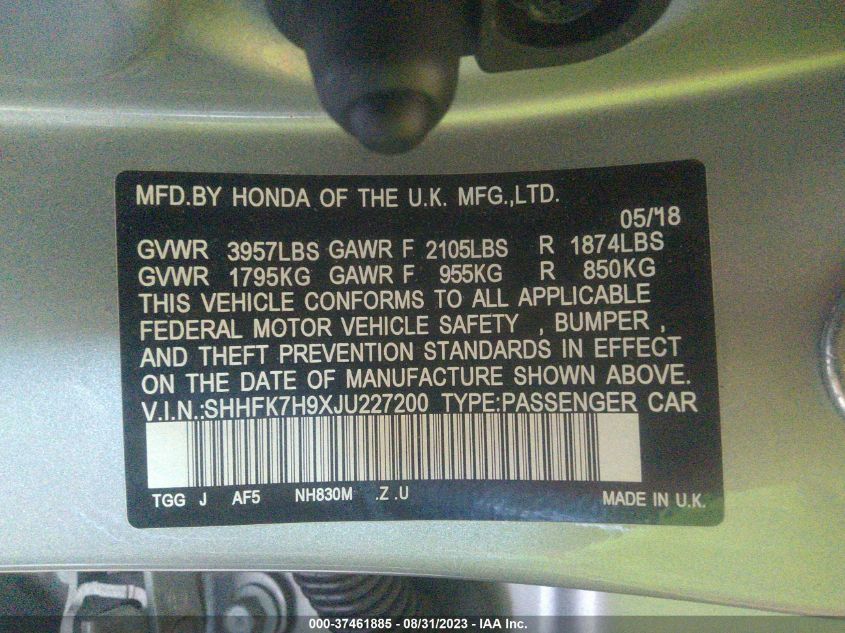 MFD.BY HONDA OF THE U.K. MFG.,LTD.
05/18
GVWR 3957LBS GAWR F 2105LBS R 1874LBS
GVWR 1795KG GAWR F 955KG R 850KG
THIS VEHICLE CONFORMS TO ALL APPLICABLE
FEDERAL MOTOR VEHICLE SAFETY , BUMPER ,
AND THEFT PREVENTION STANDARDS IN EFFECT
ON THE DATE OF MANUFACTURE SHOWN ABOVE.
V.I.N.:SHHFK7H9XJU227200 TYPE:PASSENGER CAR
TGG J AF5 NH830M .Z .U MADE IN U.K.
000-37461885 - 08/31/2023 - IAA Inc.